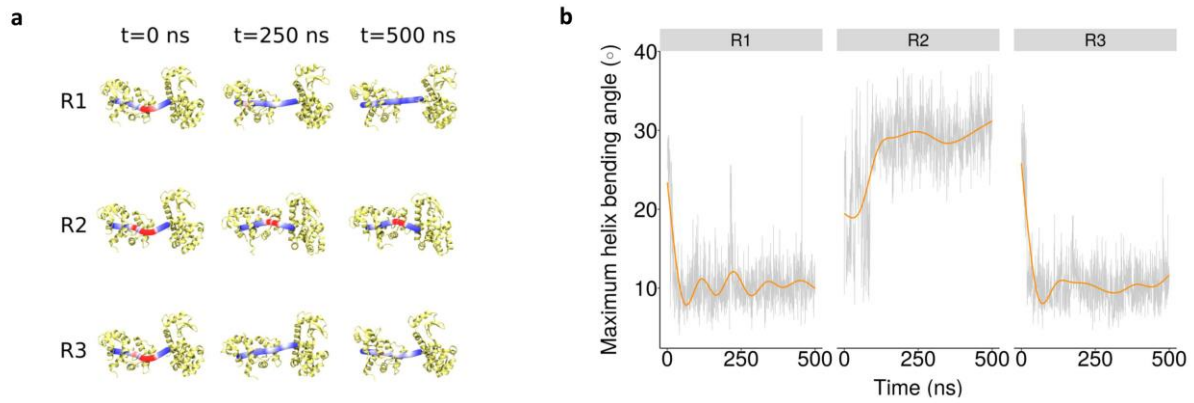 a
t=0 ns t=250 ns t=500 ns
R1
R2
R3
b
R1 R2 R3
Maximum helix bending angle (○)
40
30
20
10
0 250 500 0 250 500 0 250 500
Time (ns)